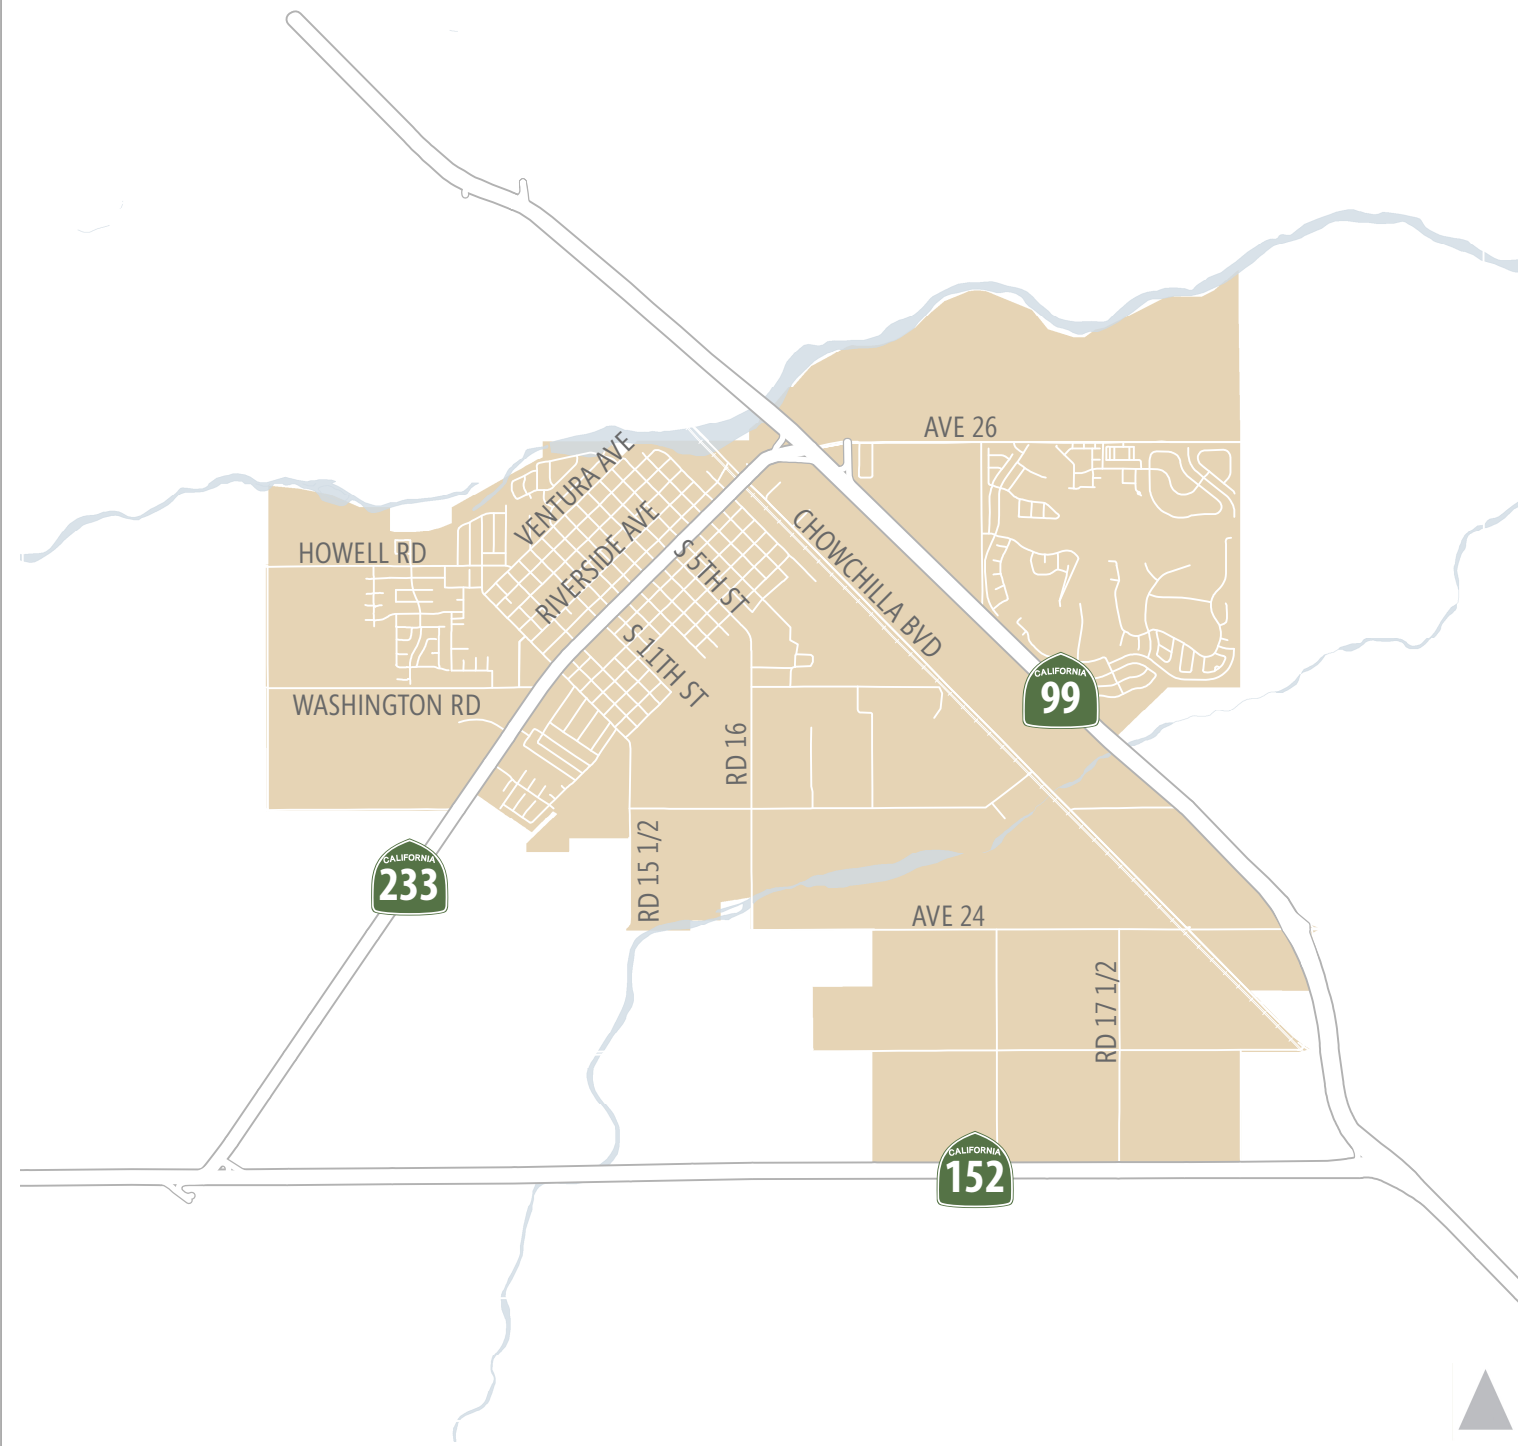 AVE 26
VENTURA AVE
RIVERSIDE AVE
HOWELL RD
S 5TH ST
CHOWCHILLA BVD
S 11TH ST
CALIFORNIA
99
WASHINGTON RD
RD 16
RD 15 1/2
CALIFORNIA
233
AVE 24
RD 17 1/2
CALIFORNIA
152